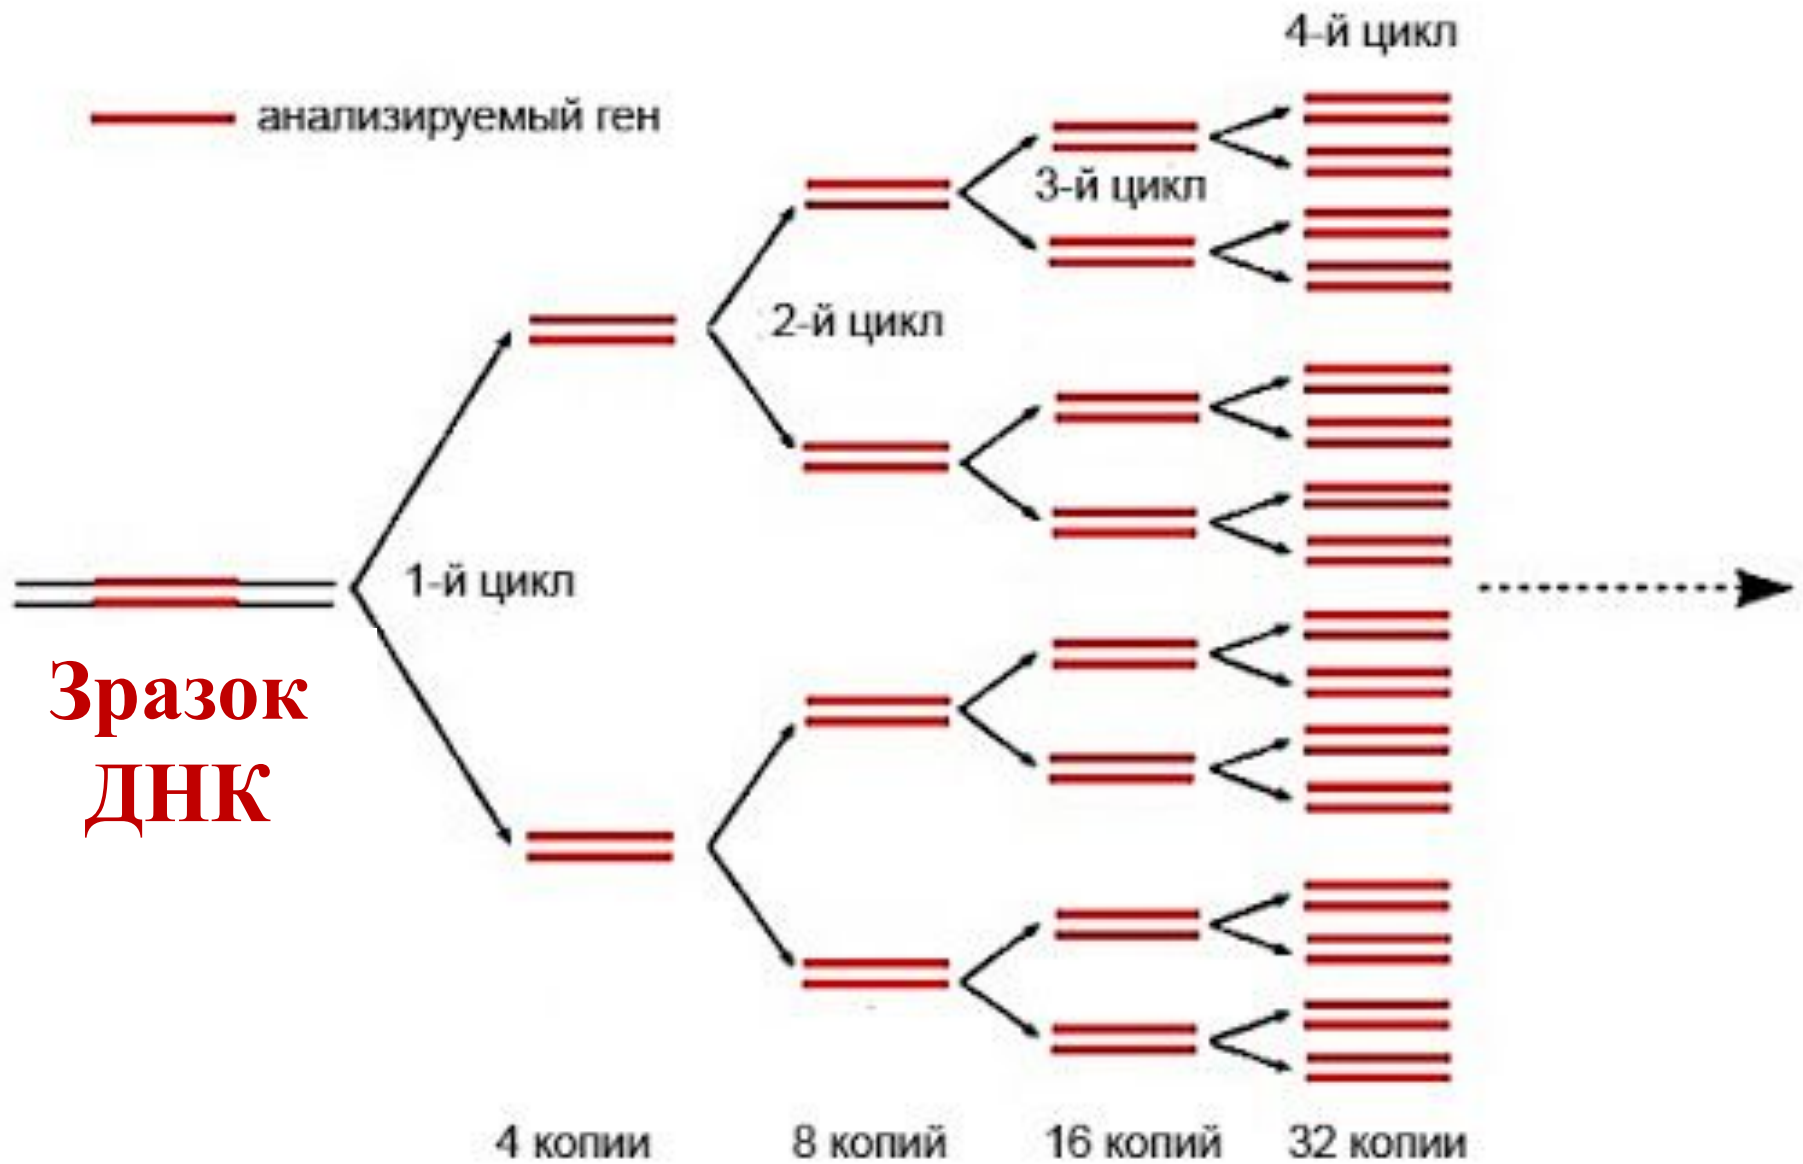 4-й цикл
анализируемый ген
3-й цикл
2-й цикл
1-й цикл
Зразок
ДНК
4 копии
8 копий
16 копий
32 копии